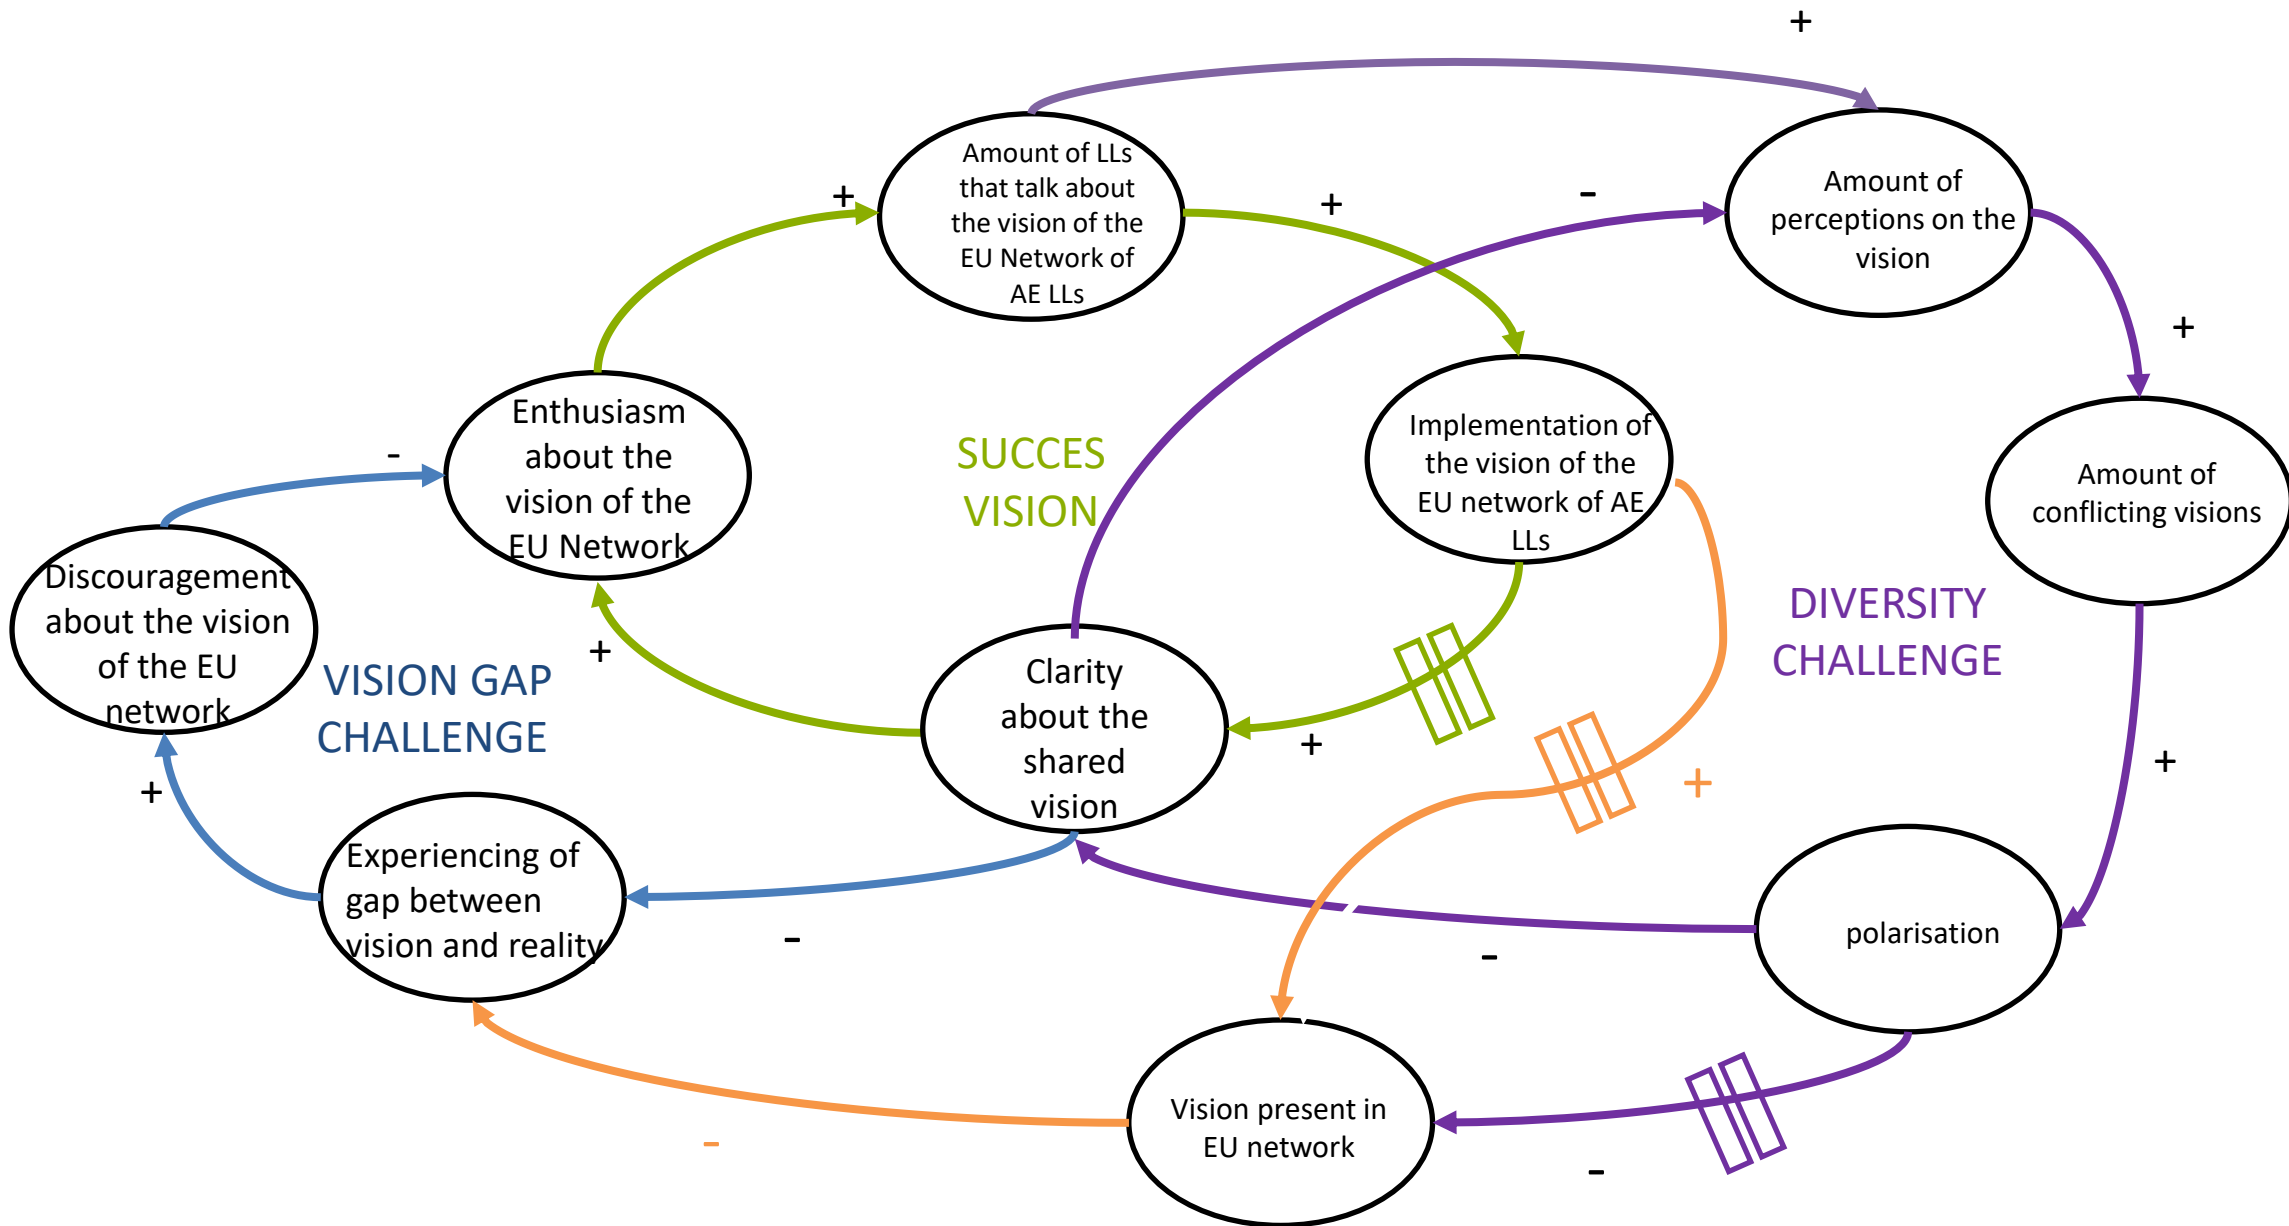 +
Amount of LLs
that talk about
the vision of the
EU Network of
AE LLs
+
+
-
Amount of
perceptions on the
vision
+
Enthusiasm
about the
vision of the
EU Network
-
SUCCES
VISION
Implementation of
the vision of the
EU network of AE
LLs
Amount of
conflicting visions
Discouragement
about the vision
of the EU
network
+
VISION GAP
CHALLENGE
Clarity
about the
shared
vision
+
DIVERSITY
CHALLENGE
+
+
+
Experiencing of
gap between
vision and reality
-
-
polarisation
-
Vision present in
EU network
-